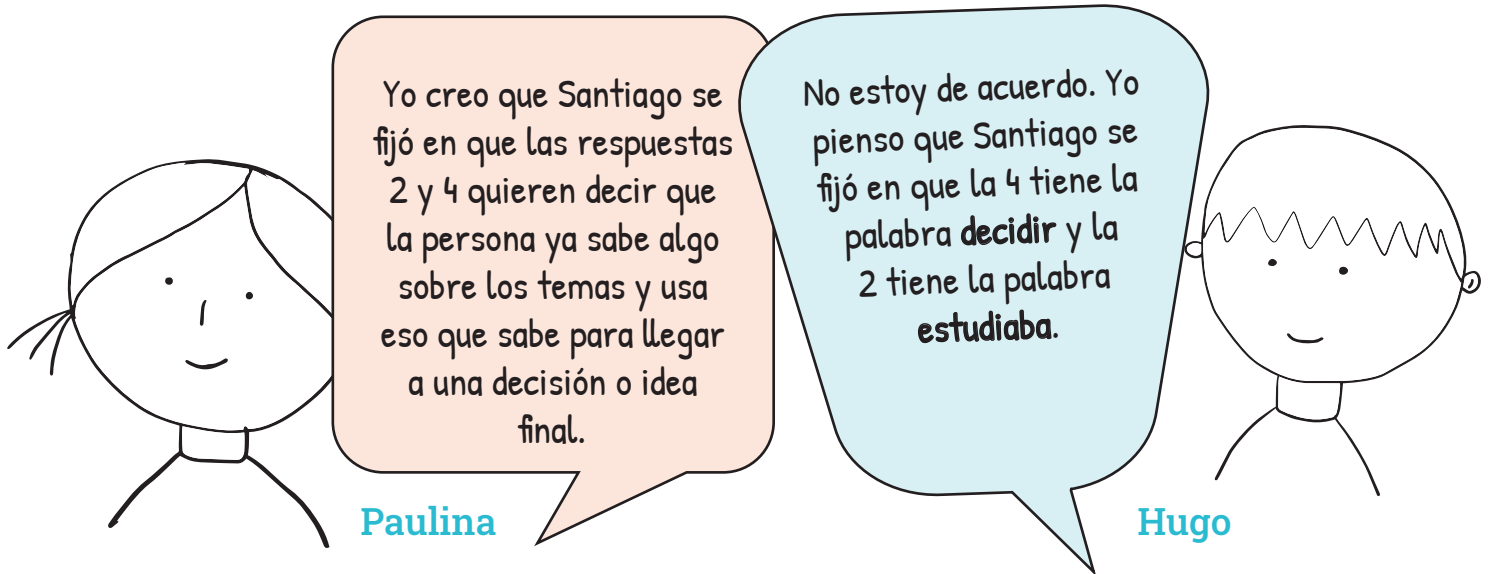 Yo creo que Santiago se
fijó en que las respuestas
2 y 4 quieren decir que
la persona ya sabe algo
sobre los temas y usa
eso que sabe para llegar
a una decisión o idea
final.
Paulina
No estoy de acuerdo. Yo
pienso que Santiago se
fijó en que la 4 tiene la
palabra decidir y la
2 tiene la palabra
estudiaba.
Hugo